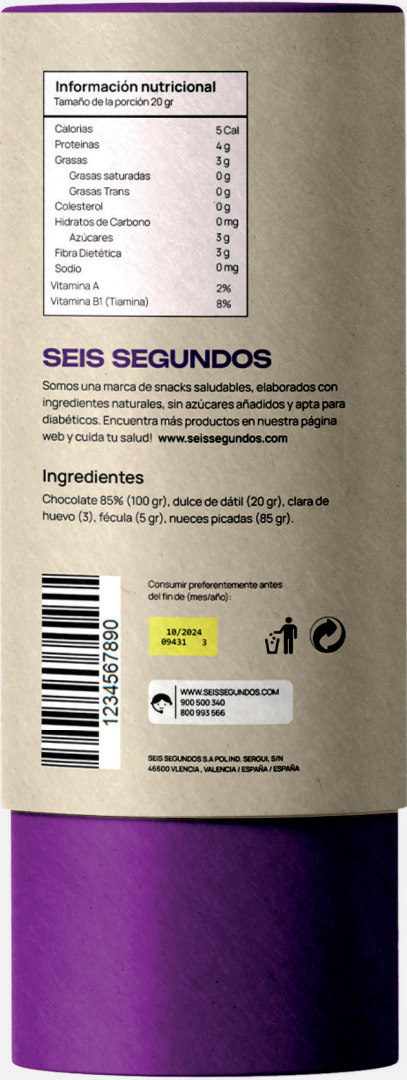 Información nutricional
Tamaño de la porción 20 gr
Calorias 5 Cal
Proteinas 4 g
Grasas 3 g
Grasas saturadas 0 g
Grasas Trans 0 g
Colesterol 0 g
Hidratos de Carbono 0 mg
Azúcares 3 g
Fibra Dietética 3 g
Sodio 0 mg
Vitamina A 2%
Vitamina B1 (Tiamina) 8%
SEIS SEGUNDOS
Somos una marca de snacks saludables, elaborados con
ingredientes naturales, sin azúcares añadidos y apta para
diabéticos. Encuentra más productos en nuestra página
web y cuida tu salud! www.seissegundos.com
Ingredientes
Chocolate 85% (100 gr), dulce de dátil (20 gr), clara de
huevo (3), fécula (5 gr), nueces picadas (85 gr).
1234567890
Consumir preferentemente antes
del fin de (mes/año):
10/2024
09431 3
WWW.SEISSEGUNDOS.COM
900 500 340
800 993 566
SEIS SEGUNDOS S.A POL IND. SERGUI, S/N
46600 VLENCIA , VALENCIA / ESPAÑA / ESPAÑA